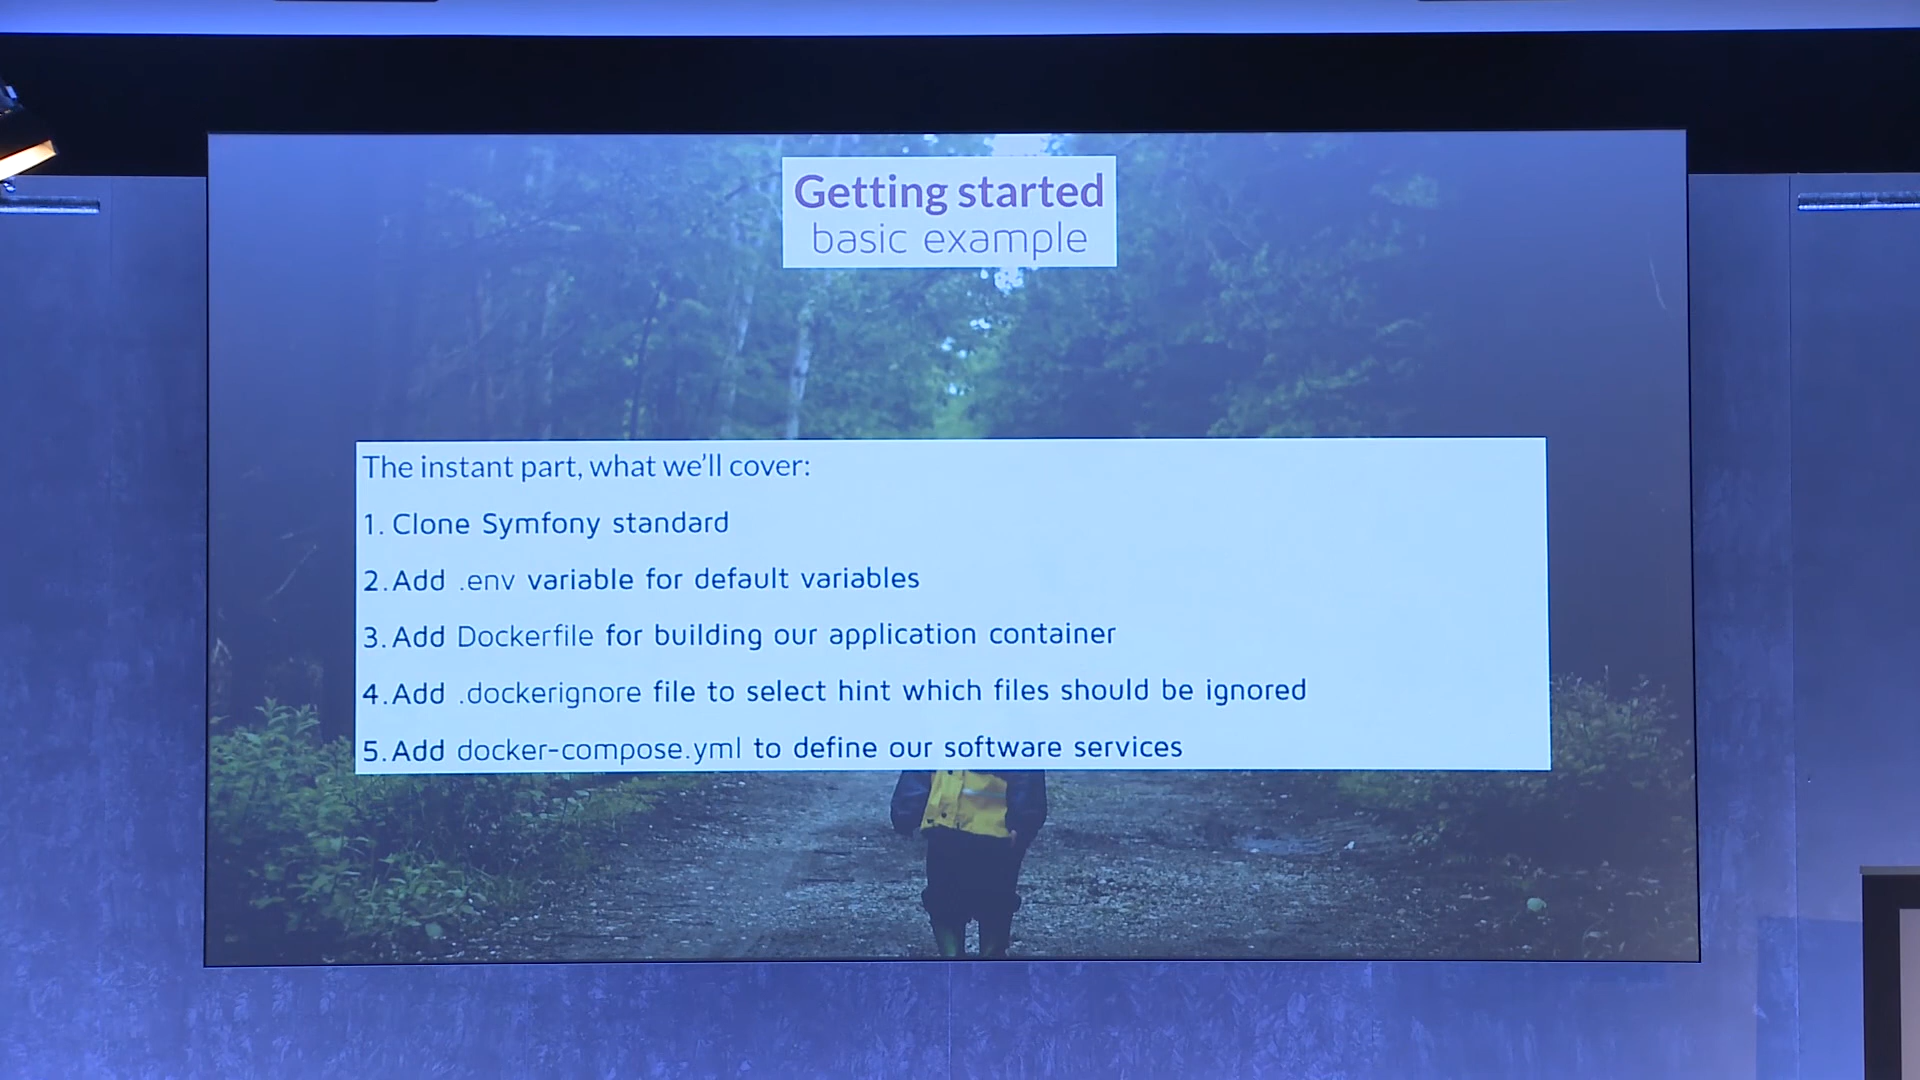 Getting started
basic example
The instant part, what we'll cover:
1. Clone Symfony standard
2. Add .env variable for default variables
3. Add Dockerfile for building our application container
4. Add .dockerignore file to select hint which files should be ignored
5. Add docker-compose.yml to define our software services